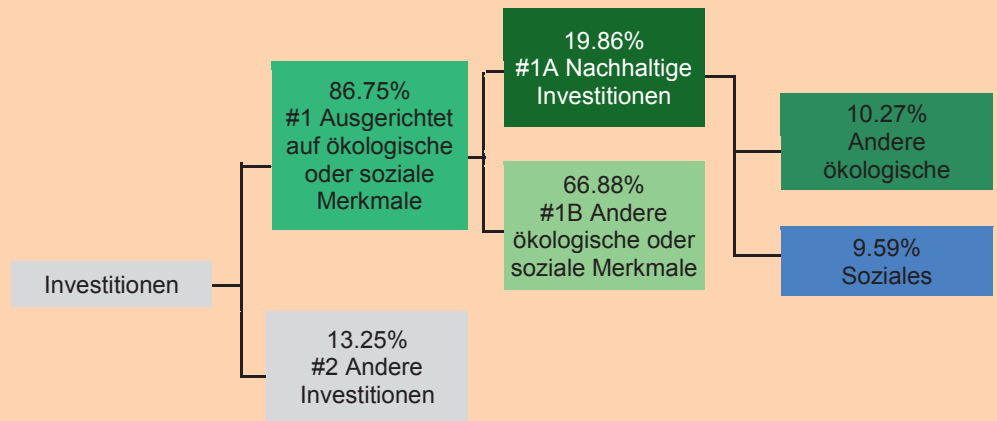 Investitionen
86.75%
#1 Ausgerichtet
auf ökologische
oder soziale
Merkmale
13.25%
#2 Andere
Investitionen
19.86%
#1A Nachhaltige
Investitionen
66.88%
#1B Andere
ökologische oder
soziale Merkmale
10.27%
Andere
ökologische
9.59%
Soziales